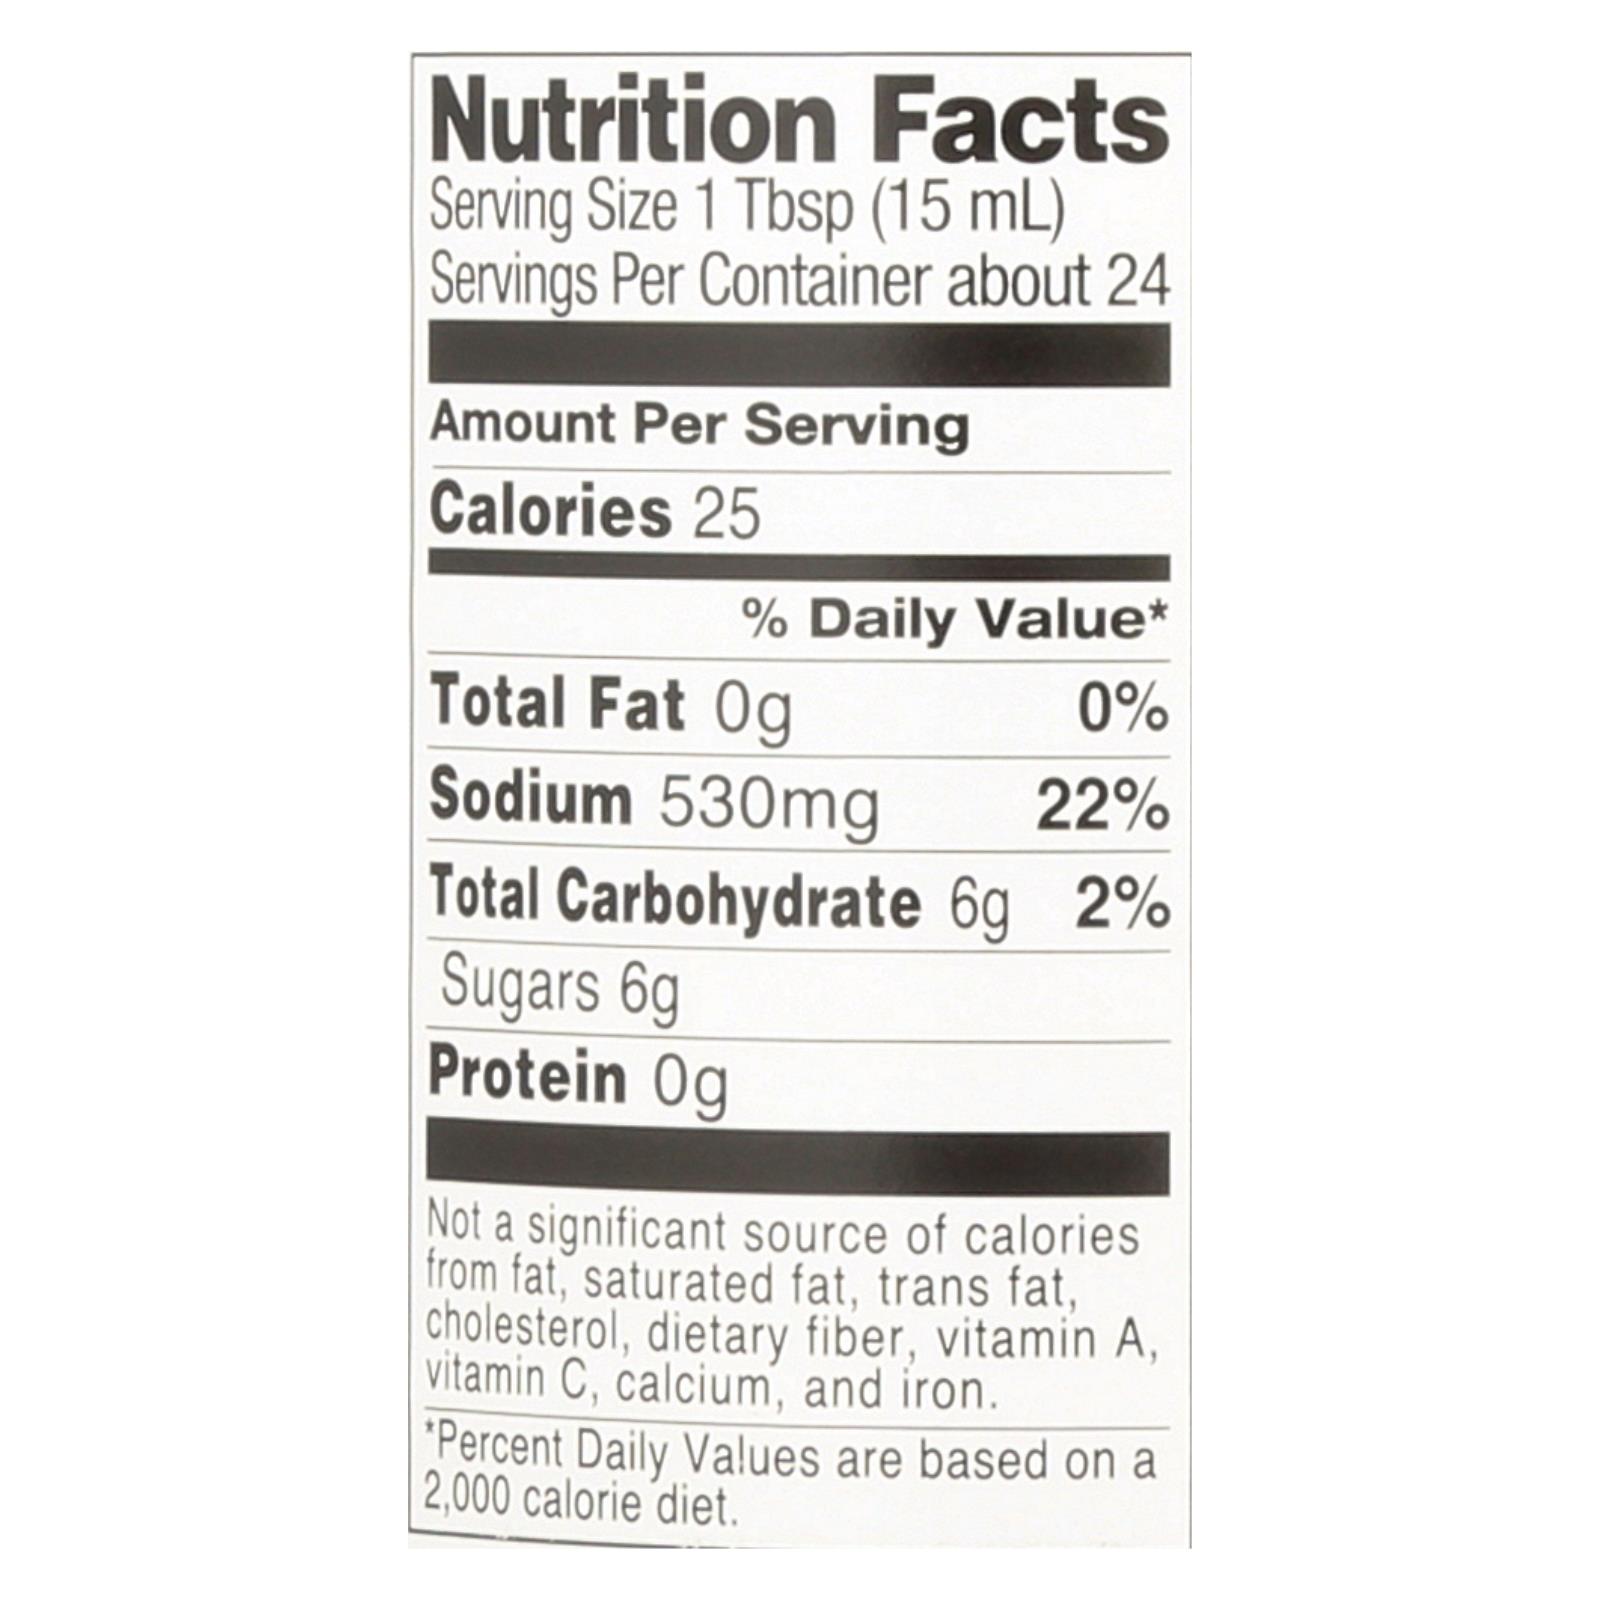 Nutrition Facts
Serving Size 1 Tbsp (15 mL)
Servings Per Container about 24
Amount Per Serving
Calories 25
% Daily Value*
Total Fat 0g 0%
Sodium 530mg 22%
Total Carbohydrate 6g 2%
Sugars 6g
Protein 0g
Not a significant source of calories
from fat, saturated fat, trans fat,
cholesterol, dietary fiber, vitamin A,
vitamin C, calcium, and iron.
*Percent Daily Values are based on a
2,000 calorie diet.